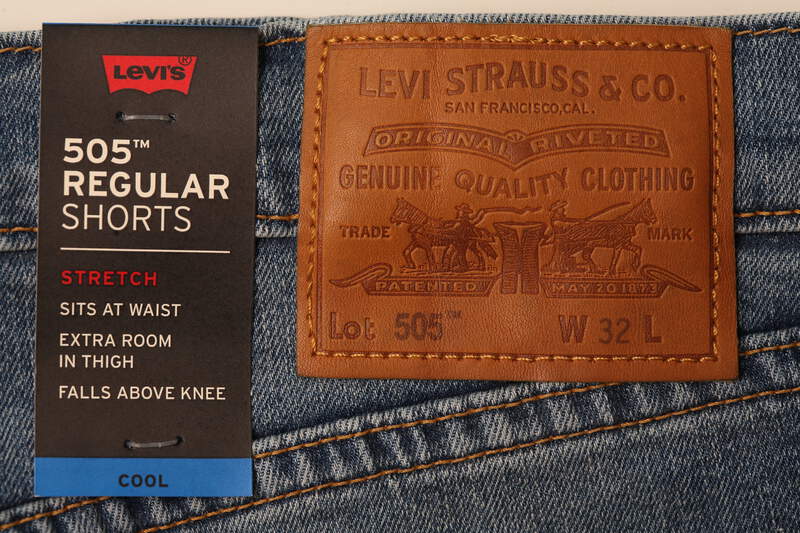 LEVI'S®
505™
REGULAR
SHORTS
STRETCH
SITS AT WAIST
EXTRA ROOM
IN THIGH
FALLS ABOVE KNEE
COOL
LEVI STRAUSS & CO.
SAN FRANCISCO, CAL.
ORIGINAL RIVETED
GENUINE QUALITY CLOTHING
TRADE MARK
PATENTED MAY 20 1873
Lot 505™ W 32 L